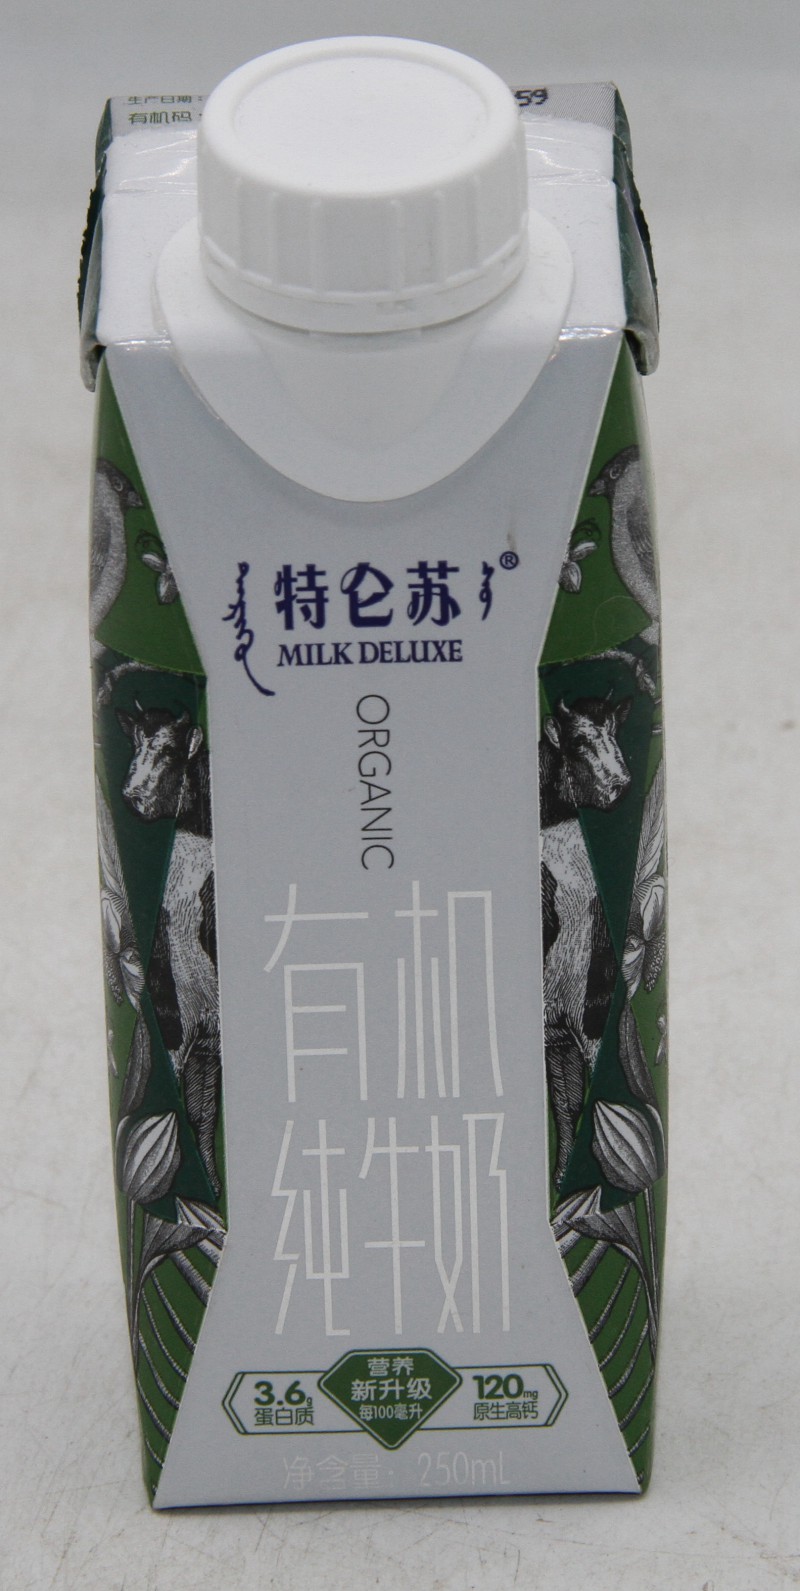 生产日期:
59
有机码:
特仑苏®
MILK DELUXE
ORGANIC
有机
纯牛奶
营养
新升级
每100毫升
3.6g
蛋白质
120mg
原生高钙
净含量: 250mL